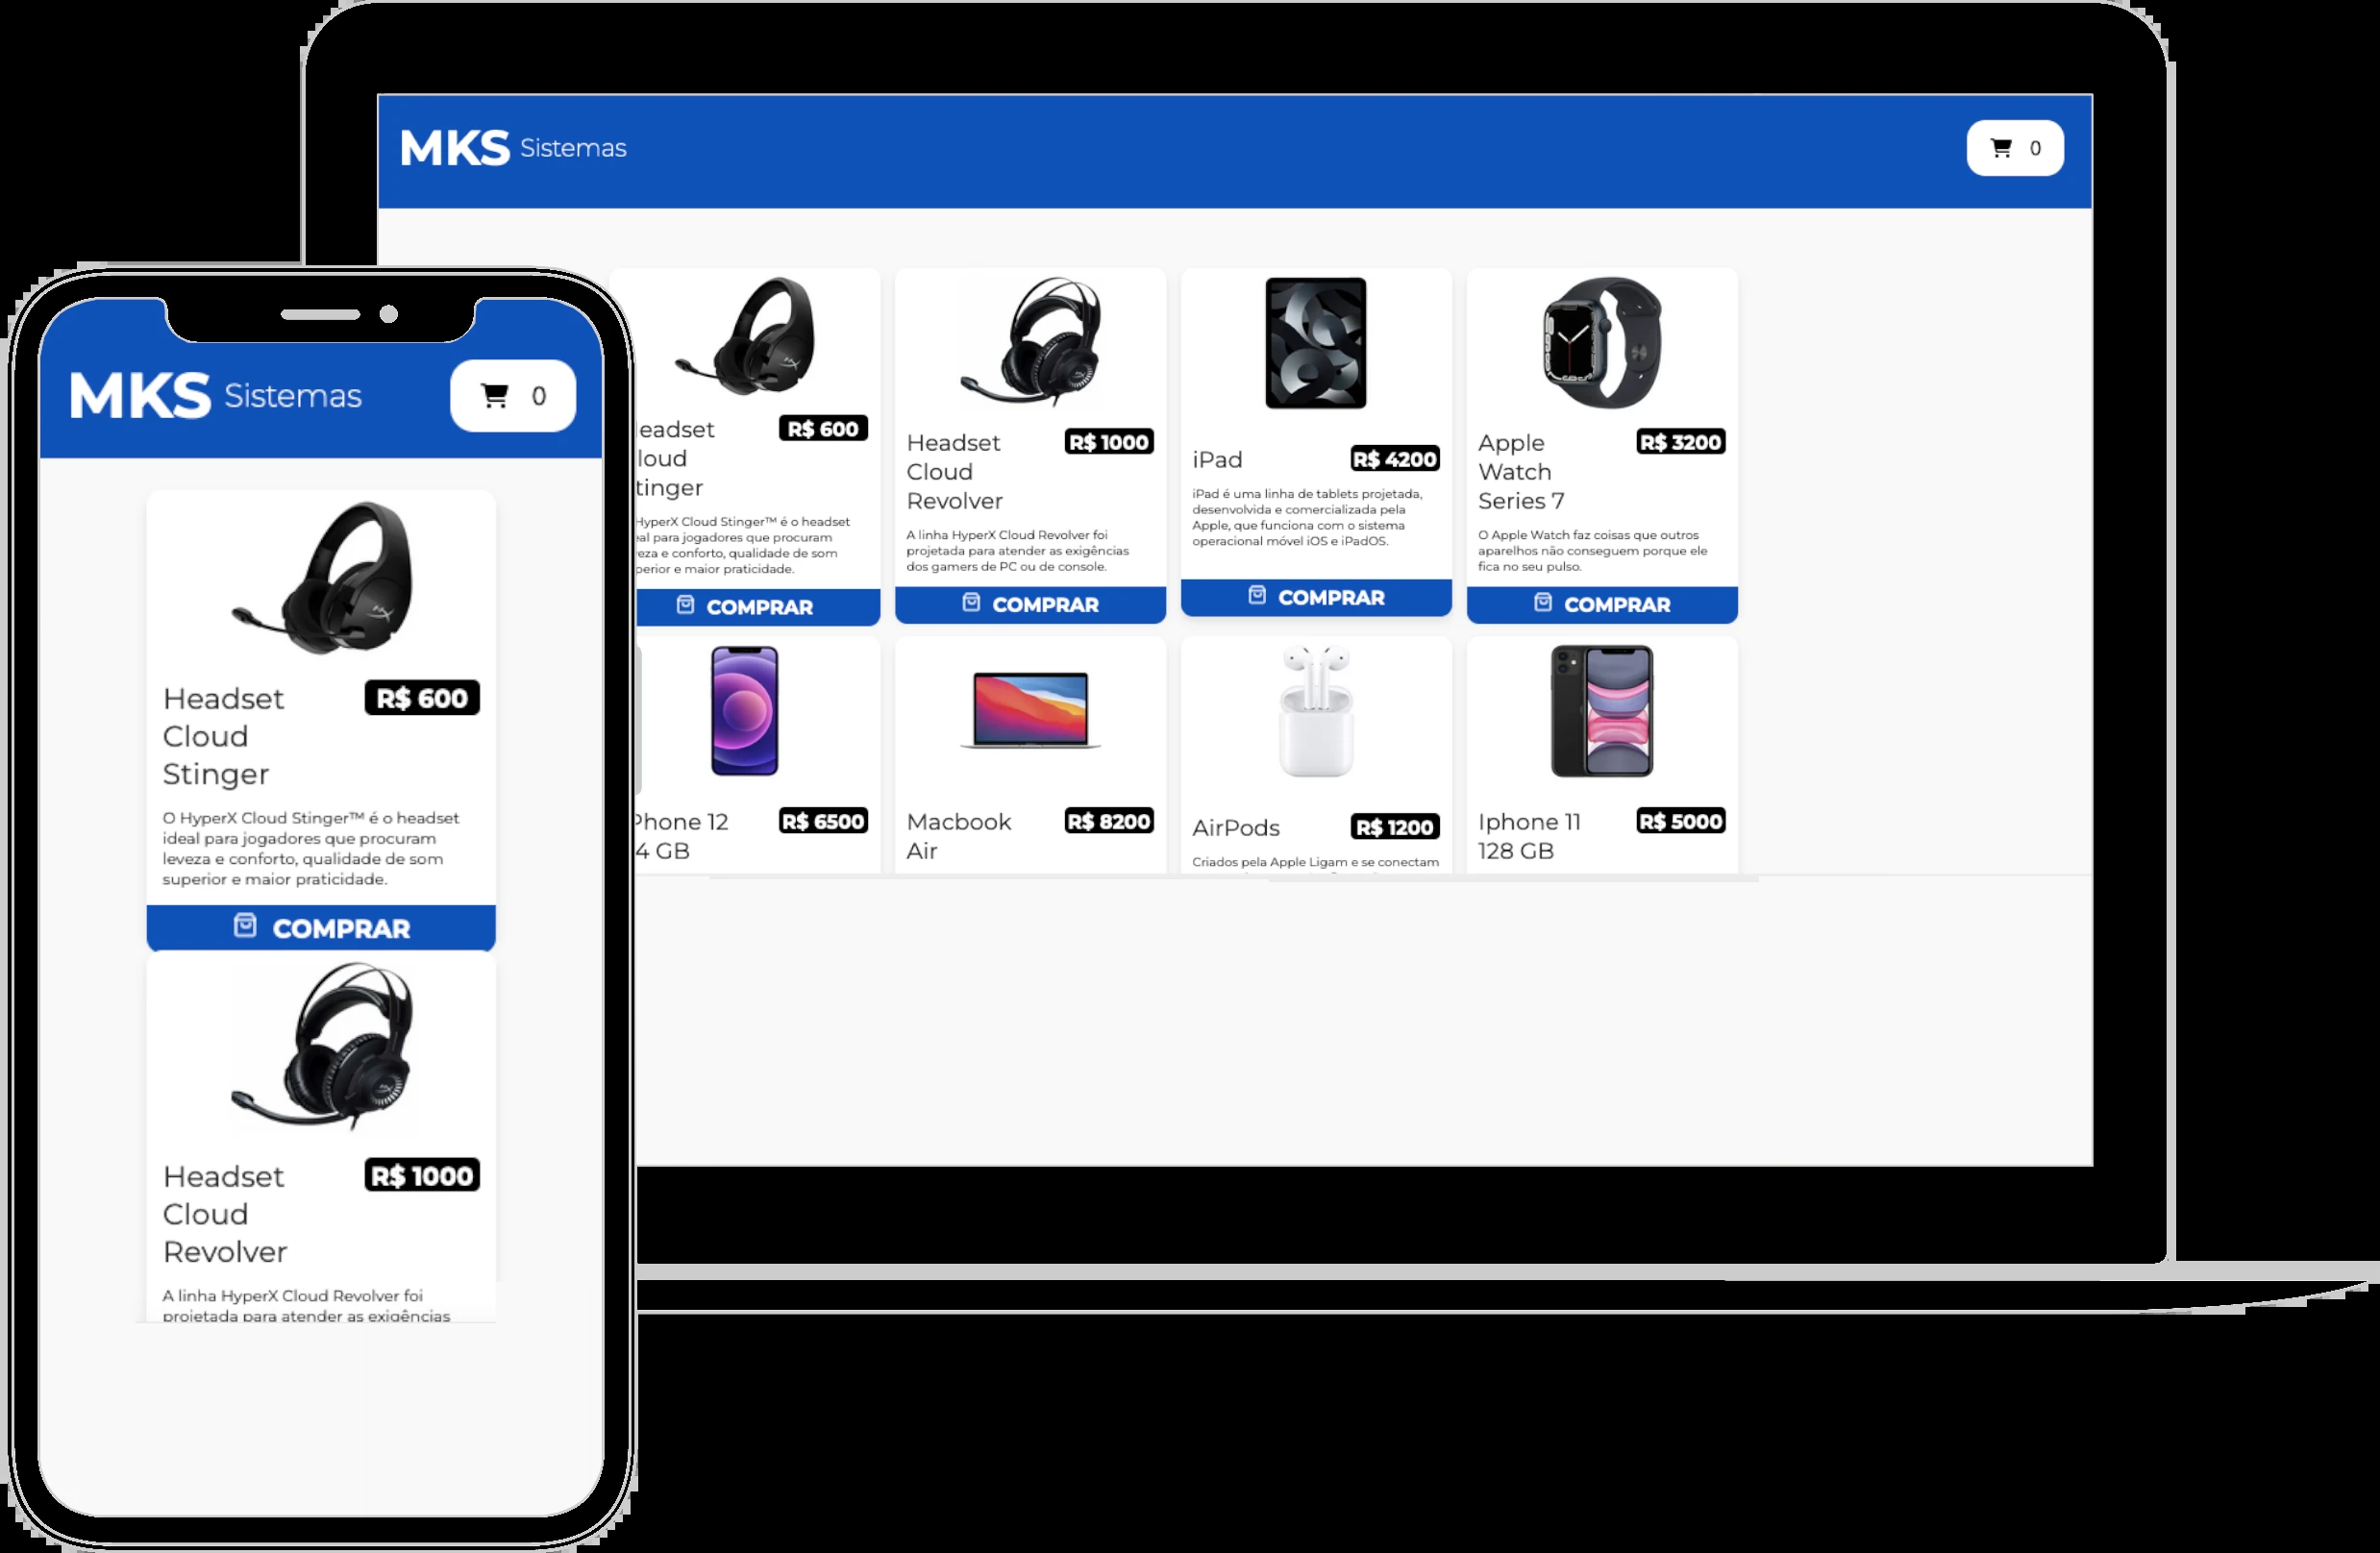 MKS Sistemas
0
eadset
loud
tinger
R$ 600
HyperX Cloud Stinger™ é o headset
eal para jogadores que procuram
eza e conforto, qualidade de som
perior e maior praticidade.
COMPRAR
Headset
Cloud
Revolver
R$ 1000
A linha HyperX Cloud Revolver foi
projetada para atender as exigências
dos gamers de PC ou de console.
COMPRAR
iPad
R$ 4200
iPad é uma linha de tablets projetada,
desenvolvida e comercializada pela
Apple, que funciona com o sistema
operacional móvel iOS e iPadOS.
COMPRAR
Apple
Watch
Series 7
R$ 3200
O Apple Watch faz coisas que outros
aparelhos não conseguem porque ele
fica no seu pulso.
COMPRAR
Phone 12
4 GB
R$ 6500
Macbook
Air
R$ 8200
AirPods
R$ 1200
Criados pela Apple Ligam e se conectam
Iphone 11
128 GB
R$ 5000
MKS Sistemas
0
Headset
Cloud
Stinger
R$ 600
O HyperX Cloud Stinger™ é o headset
ideal para jogadores que procuram
leveza e conforto, qualidade de som
superior e maior praticidade.
COMPRAR
Headset
Cloud
Revolver
R$ 1000
A linha HyperX Cloud Revolver foi
projetada para atender as exigências